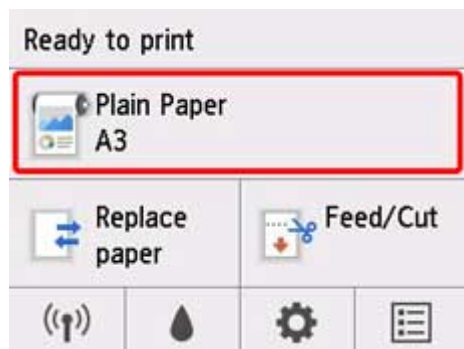 Ready to print
Plain Paper
A3
Replace
paper
Feed/Cut